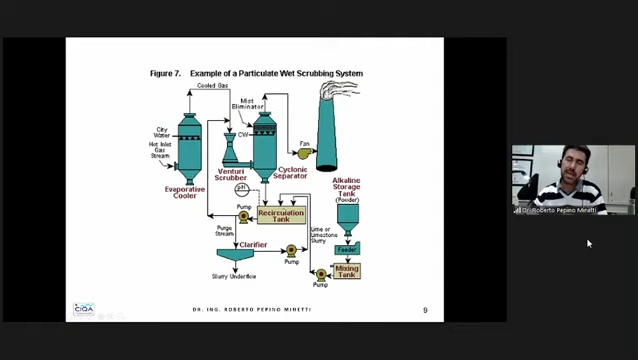 Figure 7. Example of a Particulate Wet Scrubbing System
Cooled Gas
Mist
Eliminator
City
Water
CW
Hot Inlet
Gas
Stream
Fan
Venturi
Scrubber
Cyclonic
Separator
Evaporative
Cooler
Alkaline
Storage
Tank
(Powder)
pH
Pump
Recirculation
Tank
Purge
Stream
Lime or
Limestone
Slurry
Feeder
Clarifier
Pump
Mixing
Tank
Pump
Slurry Underflow
CIQA
DR. ING. ROBERTO PEPINO MINETTI
9
Dr. Roberto Pepino Minetti